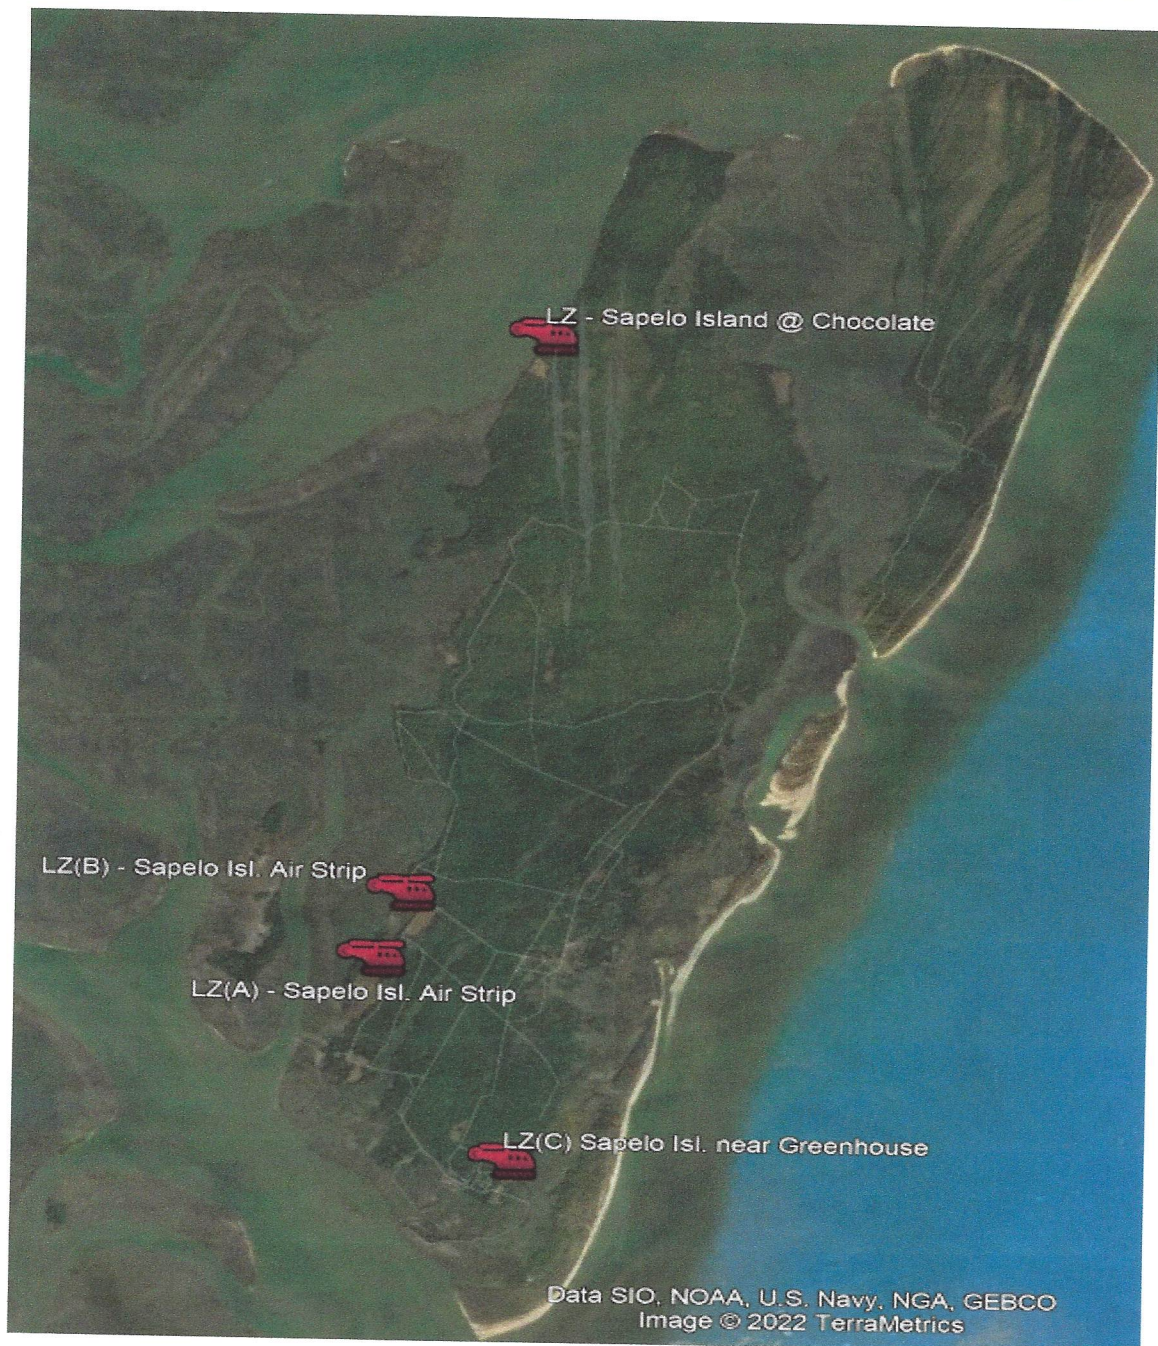 LZ - Sapelo Island @ Chocolate
LZ(B) - Sapelo Isl. Air Strip
LZ(A) - Sapelo Isl. Air Strip
LZ(C) Sapelo Isl. near Greenhouse
Data SIO, NOAA, U.S. Navy, NGA, GEBCO
Image © 2022 TerraMetrics